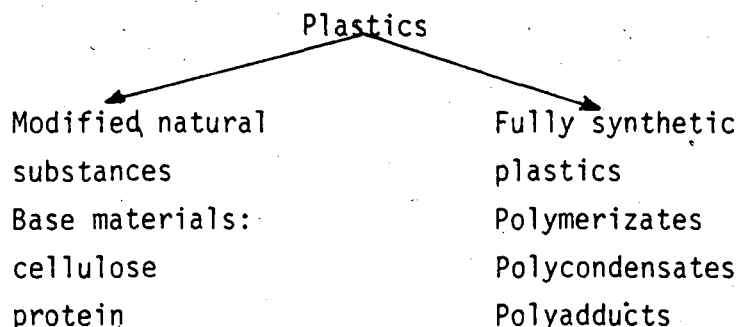 Plastics
Modified natural
substances
Base materials:
cellulose
protein
Fully synthetic
plastics
Polymerizates
Polycondensates
Polyadducts